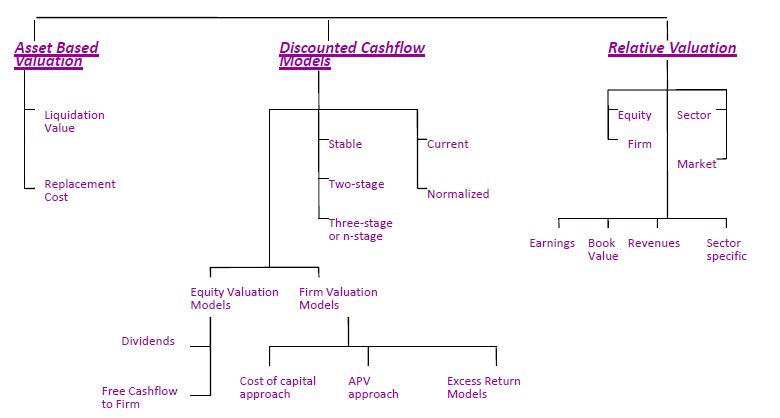 Asset Based
Valuation
Discounted Cashflow
Models
Relative Valuation
Liquidation
Value
Replacement
Cost
Stable
Two-stage
Three-stage
or n-stage
Current
Normalized
Equity
Firm
Sector
Market
Earnings
Book
Value
Revenues
Sector
specific
Equity Valuation
Models
Firm Valuation
Models
Dividends
Free Cashflow
to Firm
Cost of capital
approach
APV
approach
Excess Return
Models